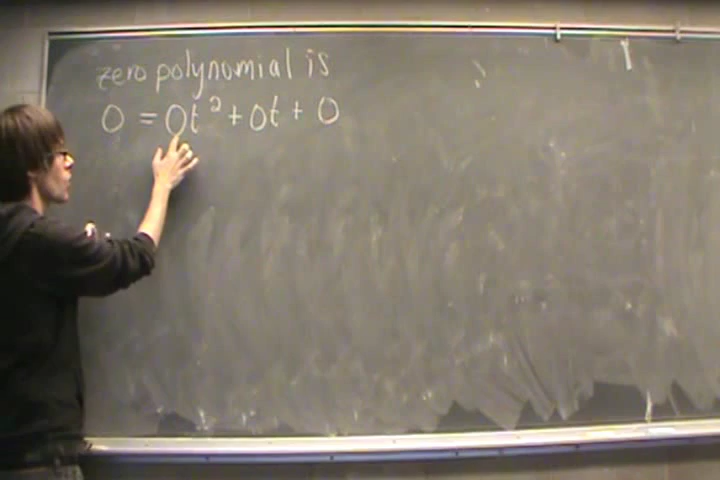 zero polynomial is
0 = 0t² + 0t + 0